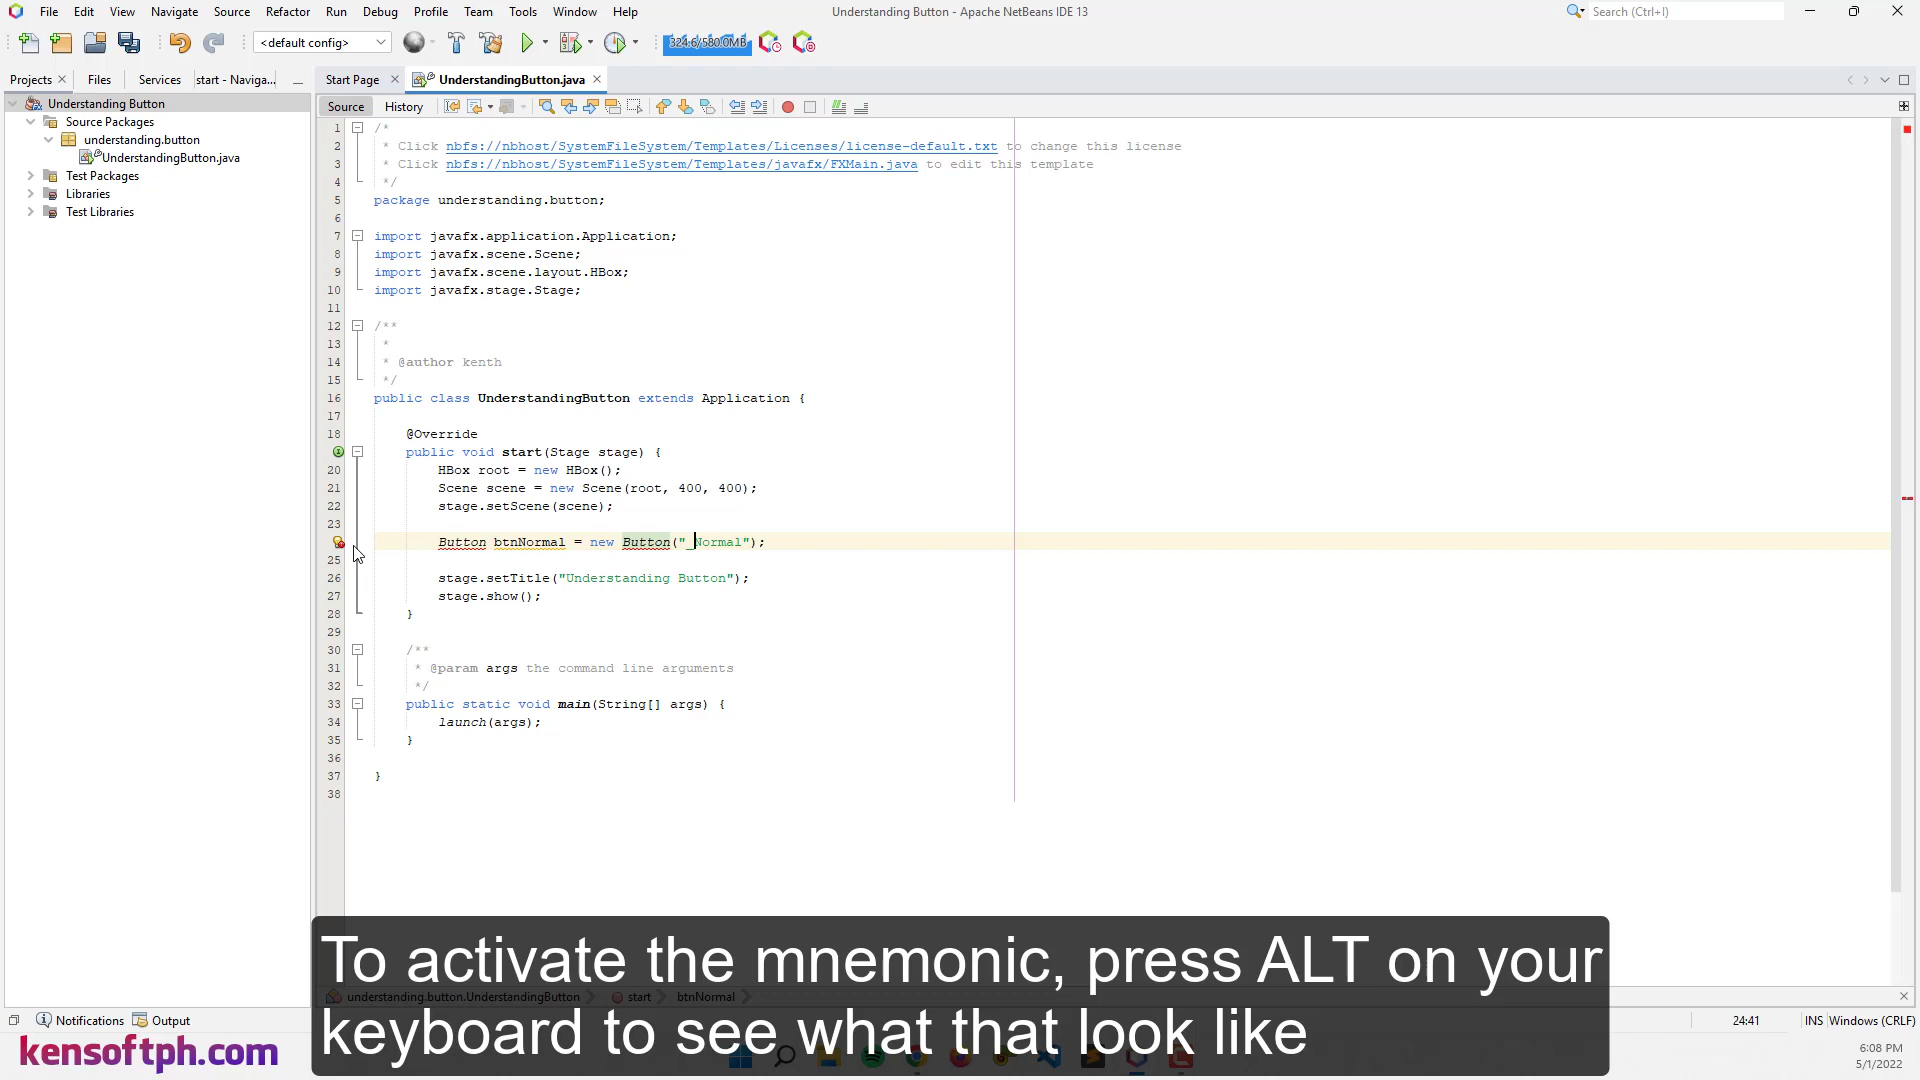 File Edit View Navigate Source Refactor Run Debug Profile Team Tools Window Help
Understanding Button - Apache NetBeans IDE 13
Search (Ctrl+I)
<default config>
324.6/580.0MB
Projects Files Services start - Naviga...
Start Page UnderstandingButton.java
Understanding Button
Source Packages
understanding.button
UnderstandingButton.java
Test Packages
Libraries
Test Libraries
Source History
1 /*
2 * Click nbfs://nbhost/SystemFileSystem/Templates/Licenses/license-default.txt to change this license
3 * Click nbfs://nbhost/SystemFileSystem/Templates/javafx/FXMain.java to edit this template
4 */
5 package understanding.button;
6
7 import javafx.application.Application;
8 import javafx.scene.Scene;
9 import javafx.scene.layout.HBox;
10 import javafx.stage.Stage;
11
12 /**
13 *
14 * @author kenth
15 */
16 public class UnderstandingButton extends Application {
17
18 @Override
public void start(Stage stage) {
20 HBox root = new HBox();
21 Scene scene = new Scene(root, 400, 400);
22 stage.setScene(scene);
23
Button btnNormal = new Button("_Normal");
25
26 stage.setTitle("Understanding Button");
27 stage.show();
28 }
29
30 /**
31 * @param args the command line arguments
32 */
33 public static void main(String[] args) {
34 launch(args);
35 }
36
37 }
38
To activate the mnemonic, press ALT on your
keyboard to see what that look like
understanding.button.UnderstandingButton start btnNormal
Notifications Output
24:41 INS Windows (CRLF)
kensoftph.com
6:08 PM
5/1/2022